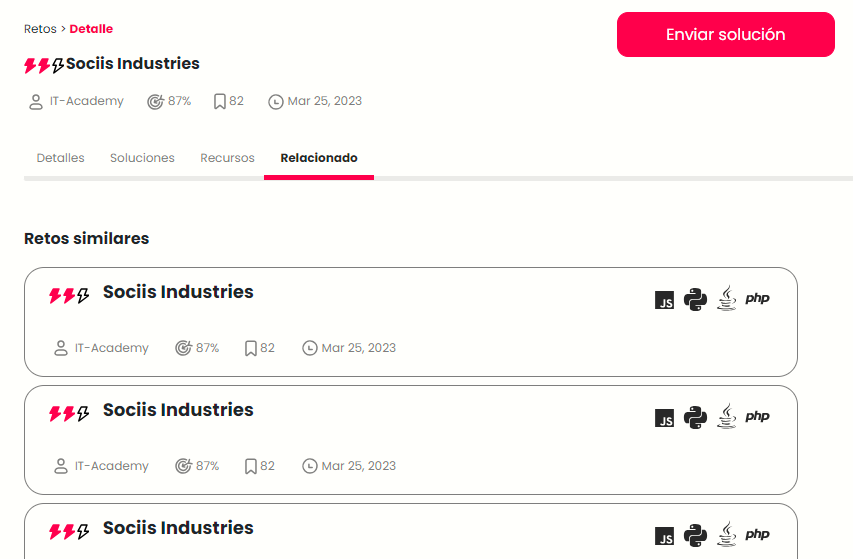 Retos > Detalle
Enviar solución
Sociis Industries
IT-Academy 87% 82 Mar 25, 2023
Detalles Soluciones Recursos Relacionado
Retos similares
Sociis Industries
JS php
IT-Academy 87% 82 Mar 25, 2023
Sociis Industries
JS php
IT-Academy 87% 82 Mar 25, 2023
Sociis Industries
JS php